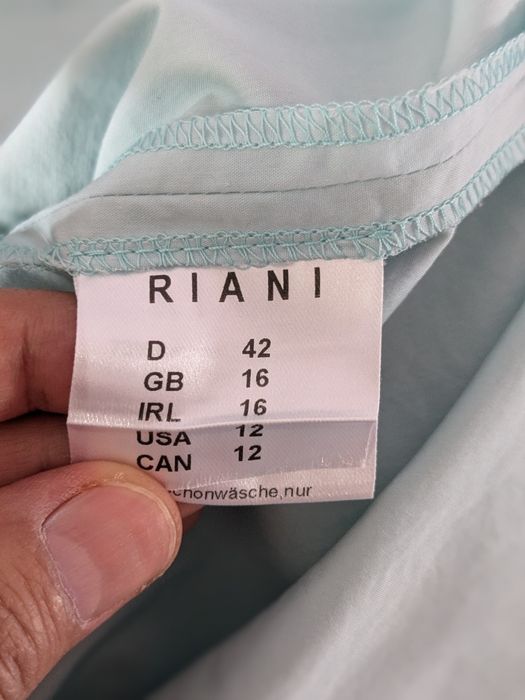 RIANI
D 42
GB 16
IRL 16
USA 12
CAN 12
chonwäsche,nur